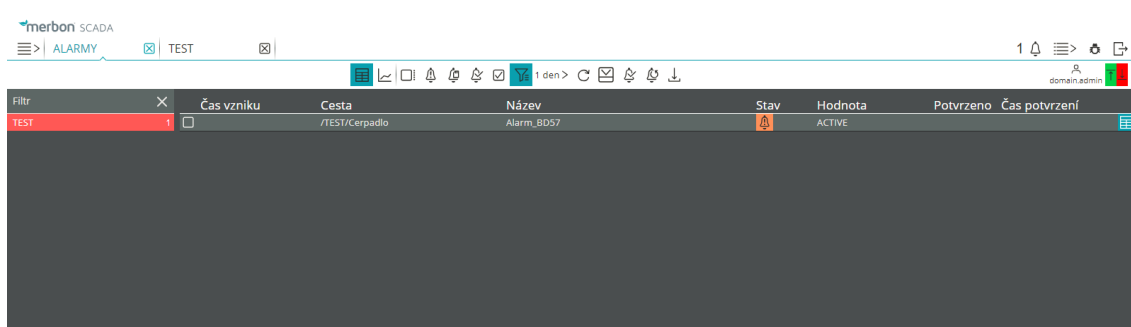 merbon SCADA
ALARMY
TEST
1
1 den >
domain.admin
Filtr
Čas vzniku
Cesta
Název
Stav
Hodnota
Potvrzeno
Čas potvrzení
TEST
1
/TEST/Cerpadlo
Alarm_BD57
ACTIVE